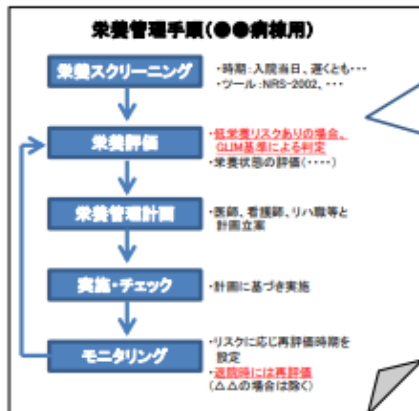 栄養管理手順(●●病棟用)
栄養スクリーニング
・時期:入院当日、遅くとも・・・
・ツール:NRS-2002、・・・
栄養評価
・低栄養リスクありの場合、
GLIM基準による判定
・栄養状態の評価(・・・・)
栄養管理計画
・医師、看護師、リハ職等と
計画立案
実施・チェック
・計画に基づき実施
モニタリング
・リスクに応じ再評価時期を
設定
・退院時には再評価
(△△の場合は除く)